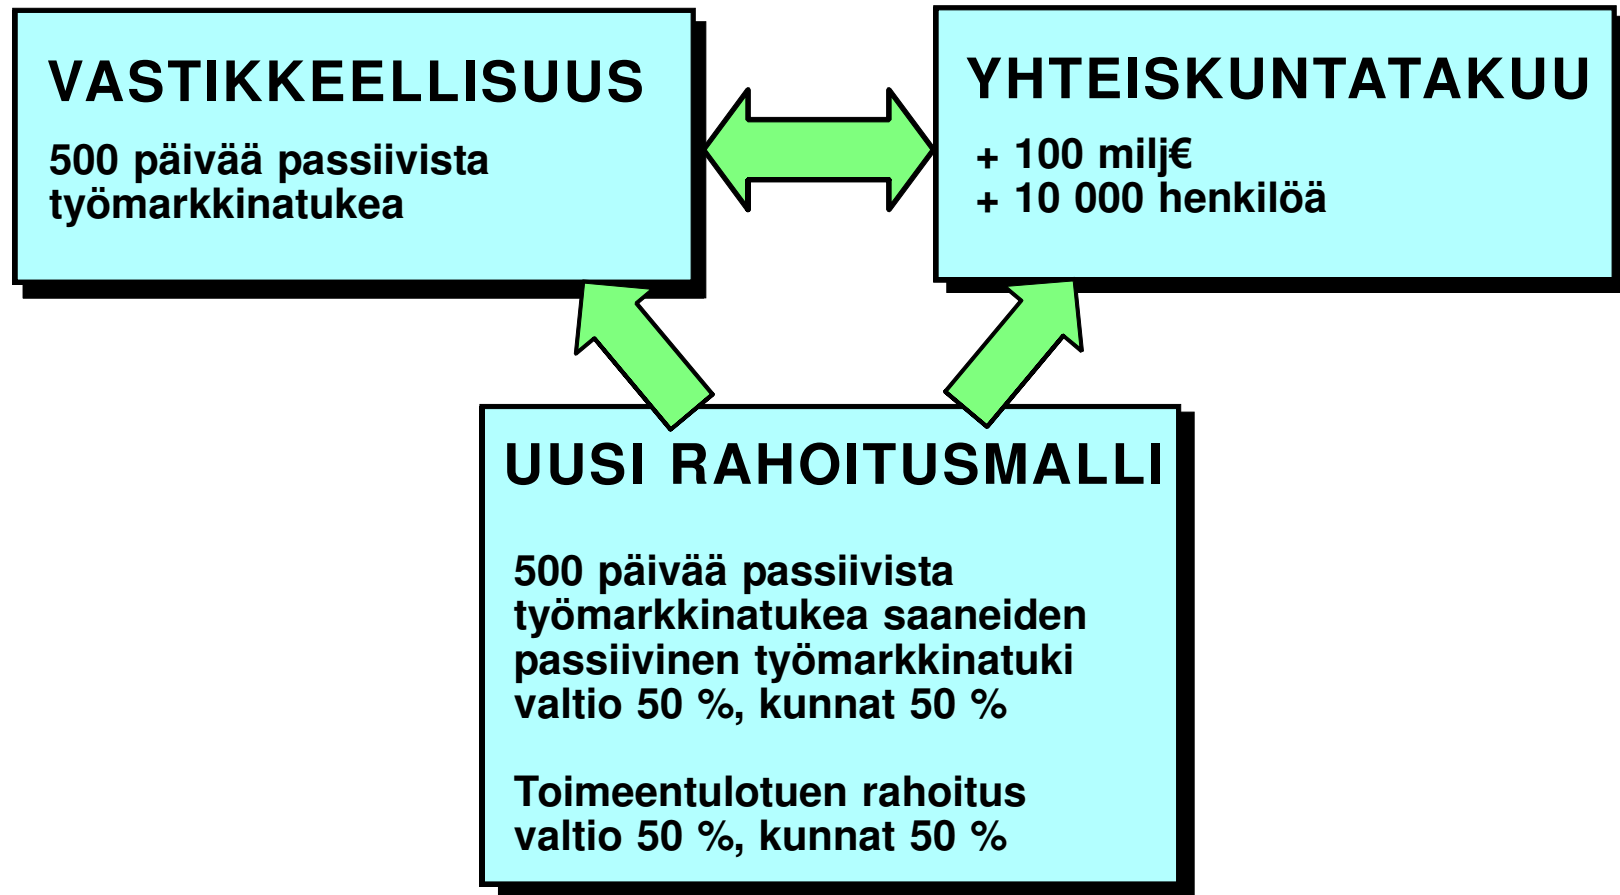 VASTIKKEELLISUUS
500 päivää passiivista
työmarkkinatukea
YHTEISKUNTATAKUU
+ 100 milj€
+ 10 000 henkilöä
UUSI RAHOITUSMALLI
500 päivää passiivista
työmarkkinatukea saaneiden
passiivinen työmarkkinatuki
valtio 50 %, kunnat 50 %
Toimeentulotuen rahoitus
valtio 50 %, kunnat 50 %